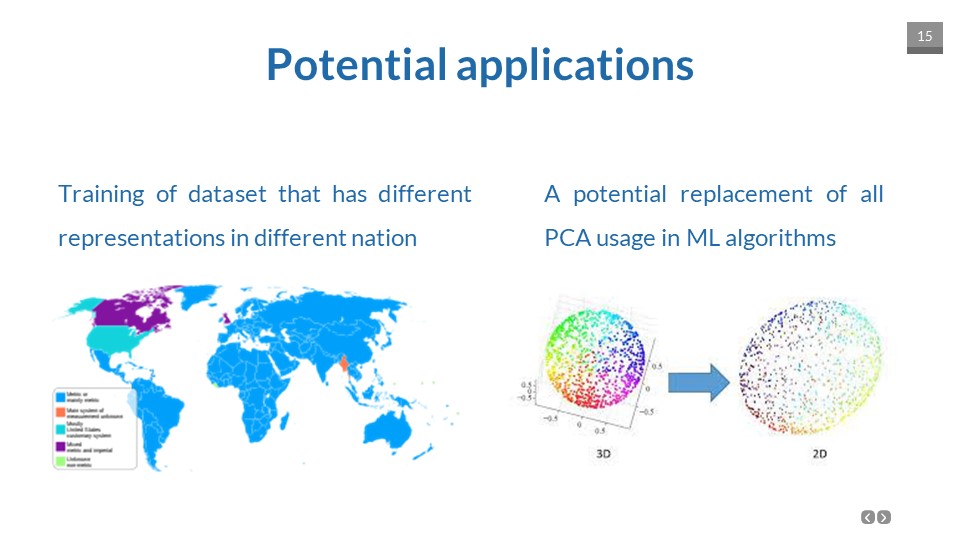 15
Potential applications
Training of dataset that has different
representations in different nation
A potential replacement of all
PCA usage in ML algorithms
Metric or
mainly metric
Main system of
measurement unknown
Mostly
United States
customary system
Mixed
metric and imperial
Unknown
non-metric
0.5
0
-0.5
0.5
0
-0.5
-0.5
0
0.5
3D
2D